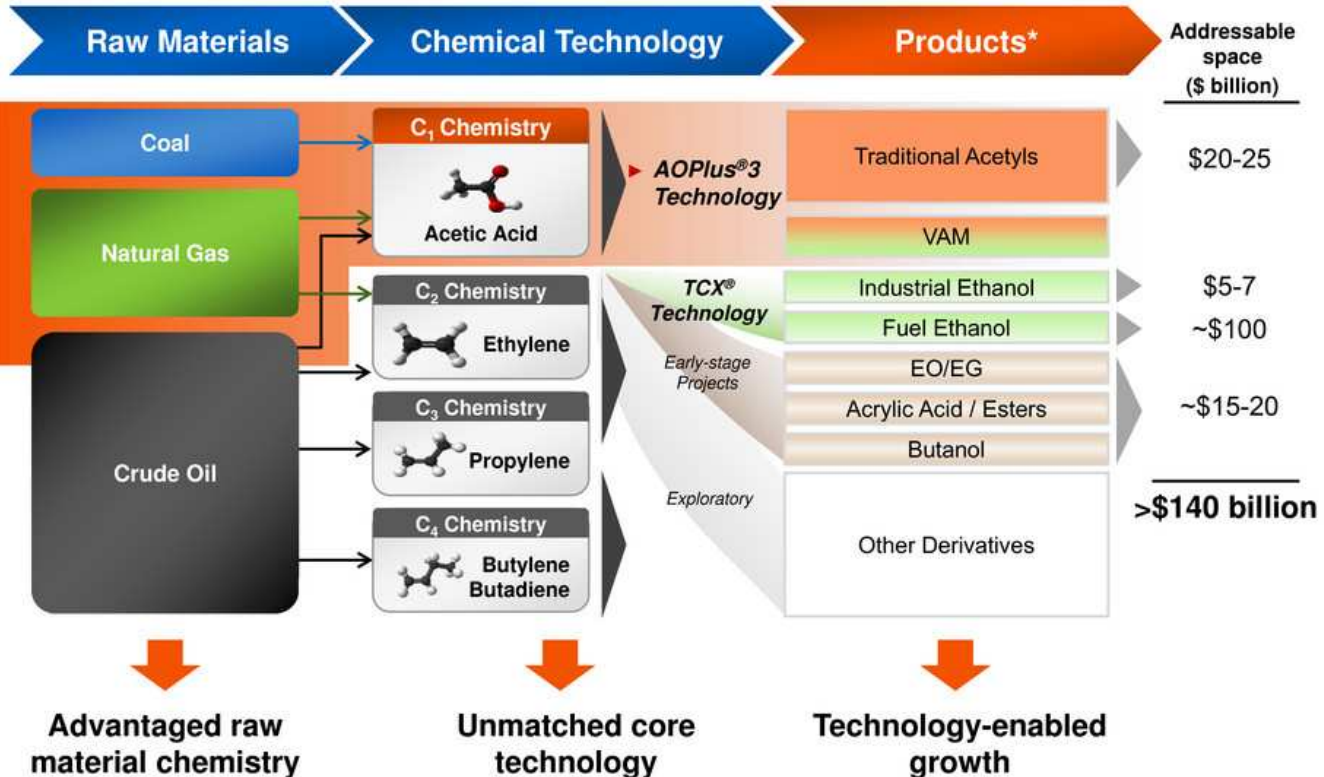 Raw Materials
Chemical Technology
Products*
Addressable
space
($ billion)
Coal
Natural Gas
Crude Oil
C₁ Chemistry
Acetic Acid
C₂ Chemistry
Ethylene
C₃ Chemistry
Propylene
C₄ Chemistry
Butylene
Butadiene
AOPlus®3
Technology
TCX®
Technology
Early-stage
Projects
Exploratory
Traditional Acetyls
VAM
Industrial Ethanol
Fuel Ethanol
EO/EG
Acrylic Acid / Esters
Butanol
Other Derivatives
$20-25
$5-7
~$100
~$15-20
>$140 billion
Advantaged raw
material chemistry
Unmatched core
technology
Technology-enabled
growth